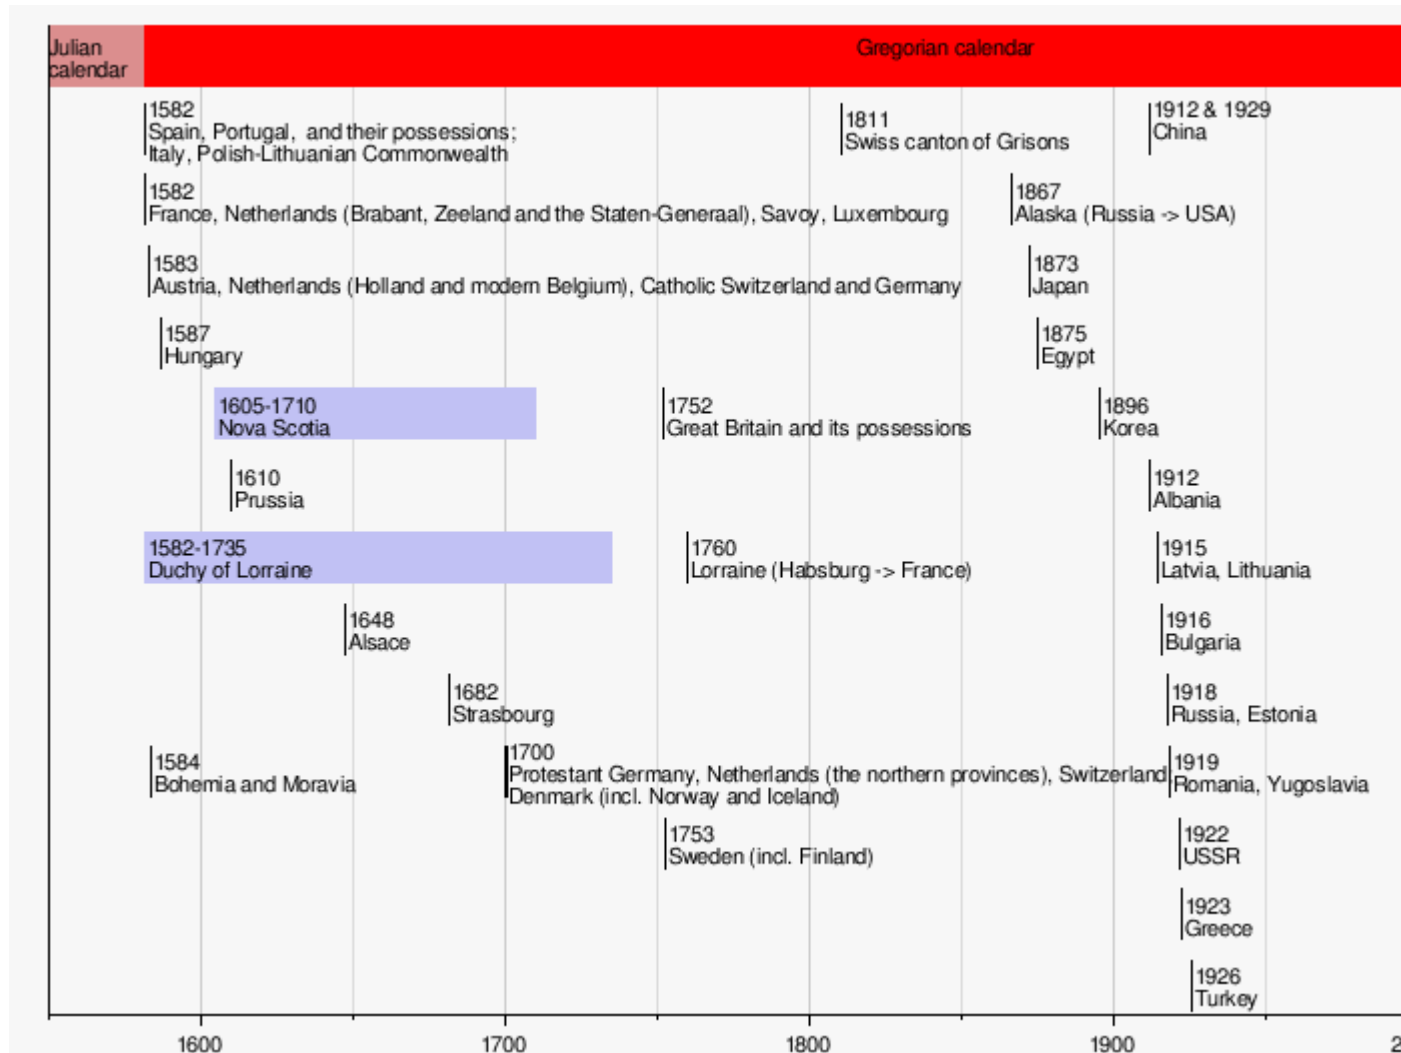 Julian
calendar
Gregorian calendar
1582
Spain, Portugal, and their possessions;
Italy, Polish-Lithuanian Commonwealth
1811
Swiss canton of Grisons
1912 & 1929
China
1582
France, Netherlands (Brabant, Zeeland and the Staten-Generaal), Savoy, Luxembourg
1867
Alaska (Russia -> USA)
1583
Austria, Netherlands (Holland and modern Belgium), Catholic Switzerland and Germany
1873
Japan
1587
Hungary
1875
Egypt
1605-1710
Nova Scotia
1752
Great Britain and its possessions
1896
Korea
1610
Prussia
1912
Albania
1582-1735
Duchy of Lorraine
1760
Lorraine (Habsburg -> France)
1915
Latvia, Lithuania
1648
Alsace
1916
Bulgaria
1682
Strasbourg
1918
Russia, Estonia
1584
Bohemia and Moravia
1700
Protestant Germany, Netherlands (the northern provinces), Switzerland;
Denmark (incl. Norway and Iceland)
1919
Romania, Yugoslavia
1753
Sweden (incl. Finland)
1922
USSR
1923
Greece
1926
Turkey
1600 1700 1800 1900